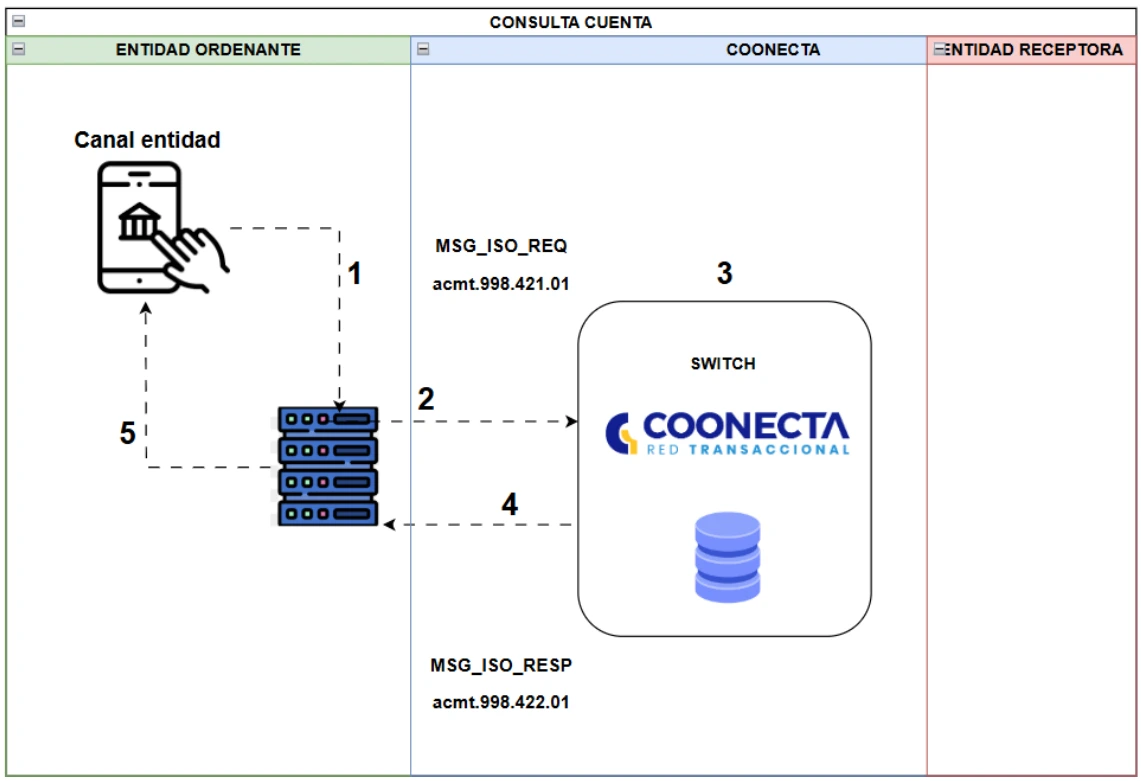 CONSULTA CUENTA
ENTIDAD ORDENANTE
COONECTA
ENTIDAD RECEPTORA
Canal entidad
1
MSG_ISO_REQ
acmt.998.421.01
3
SWITCH
2
COONECTA
RED TRANSACCIONAL
5
4
MSG_ISO_RESP
acmt.998.422.01